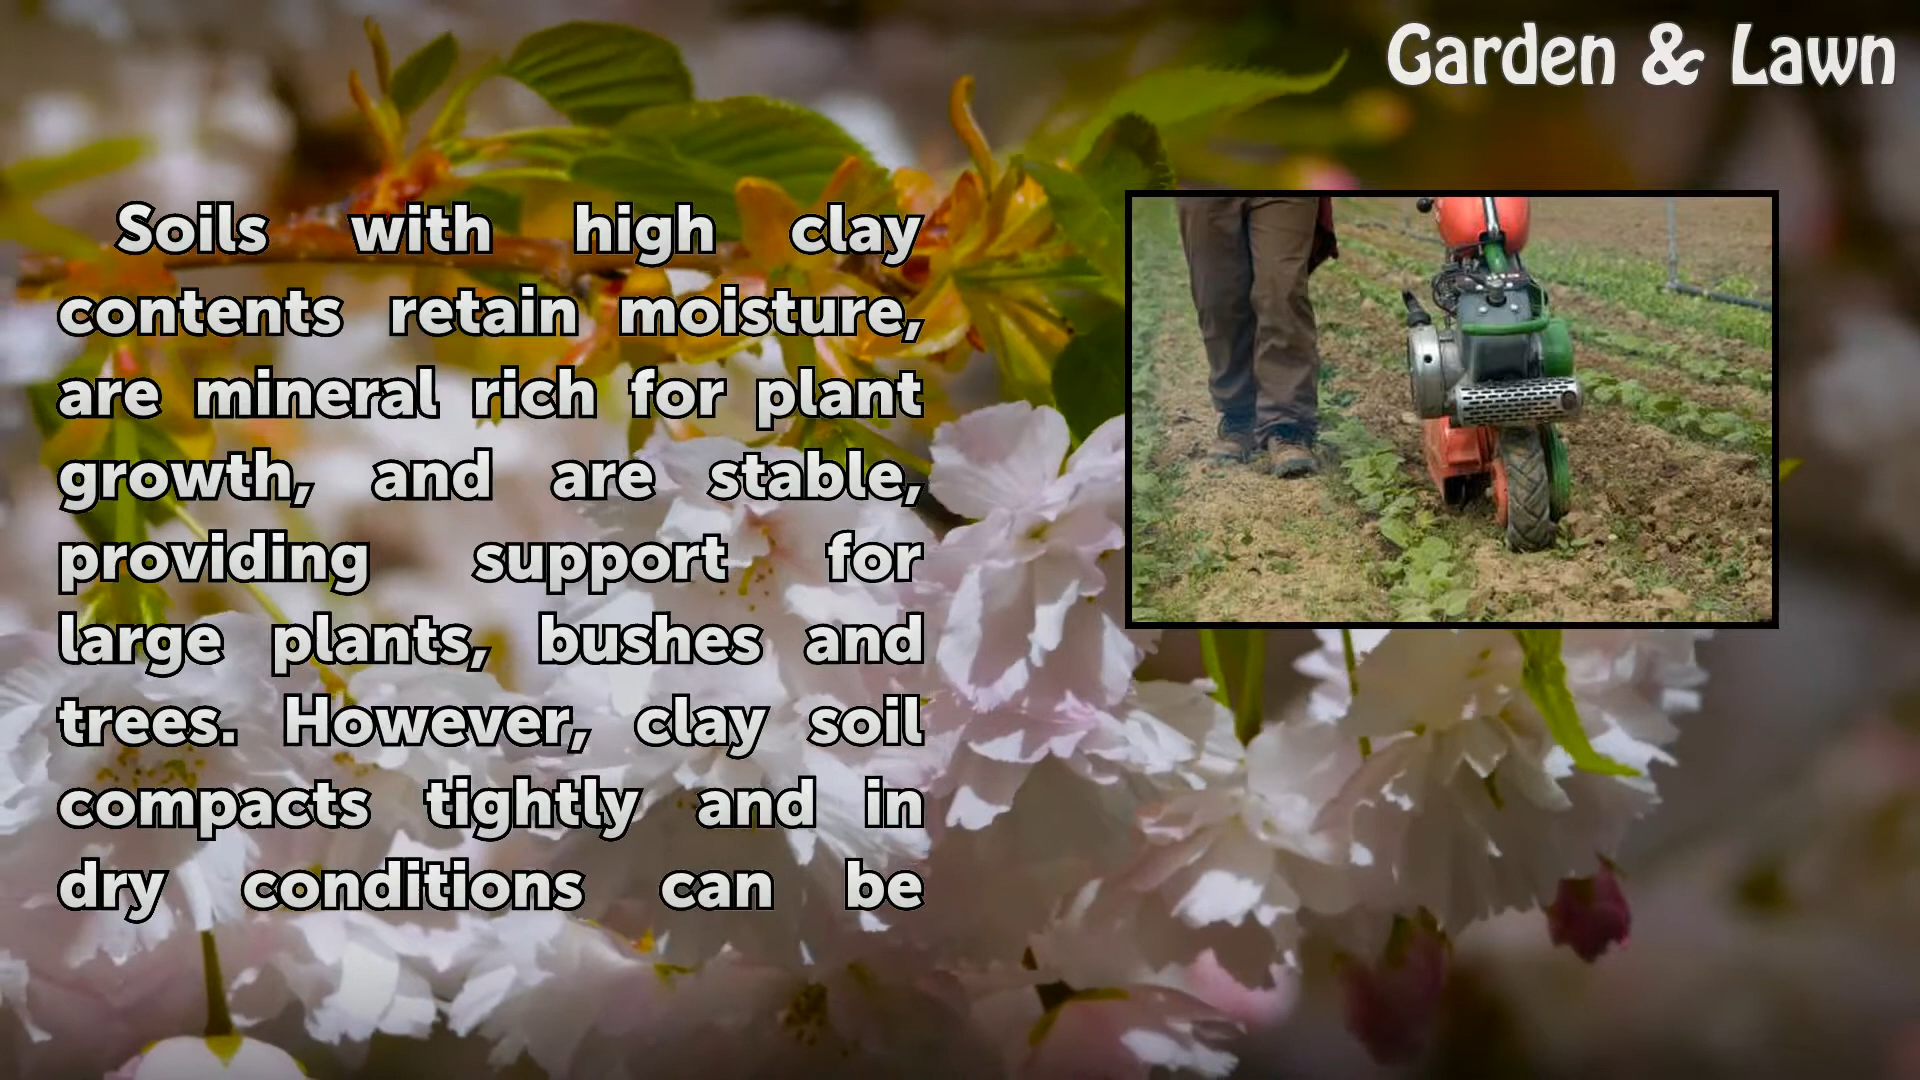 Garden & Lawn
Soils with high clay
contents retain moisture,
are mineral rich for plant
growth, and are stable,
providing support for
large plants, bushes and
trees. However, clay soil
compacts tightly and in
dry conditions can be